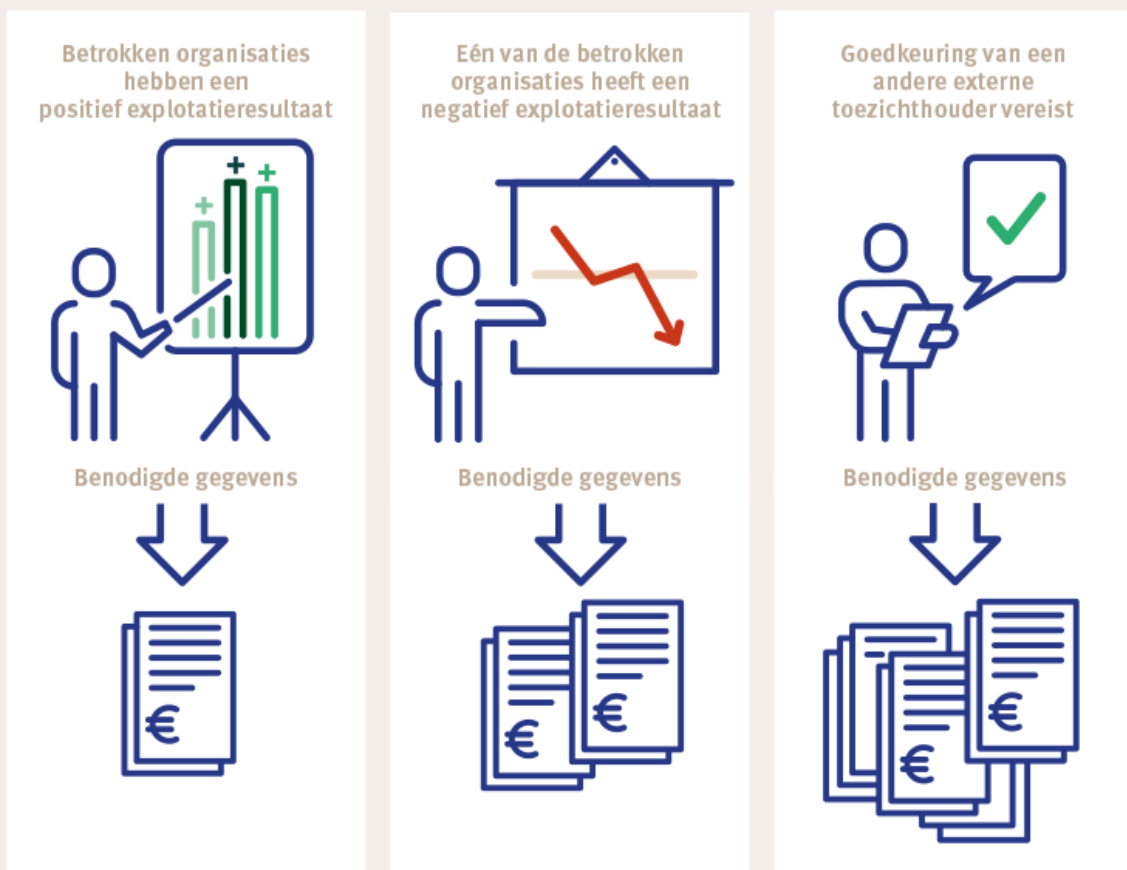 Betrokken organisaties
hebben een
positief explotatieresultaat
Benodigde gegevens
€
Eén van de betrokken
organisaties heeft een
negatief explotatieresultaat
Benodigde gegevens
€
€
Goedkeuring van een
andere externe
toezichthouder vereist
Benodigde gegevens
€
€